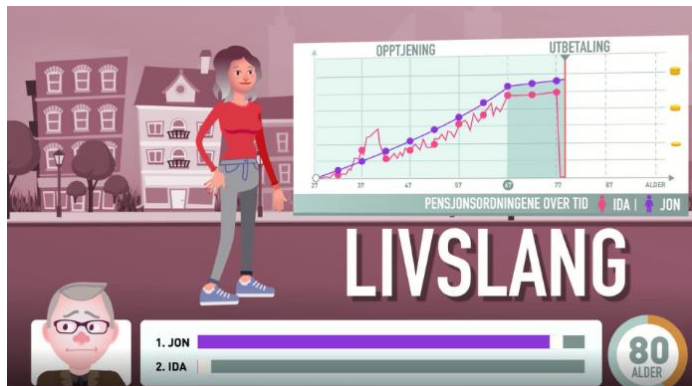 OPPTJENING UTBETALING
27 37 47 57 67 77 87 ALDER
PENSJONSORDNINGENE OVER TID IDA | JON
LIVSLANG
1. JON
2. IDA
80
ALDER